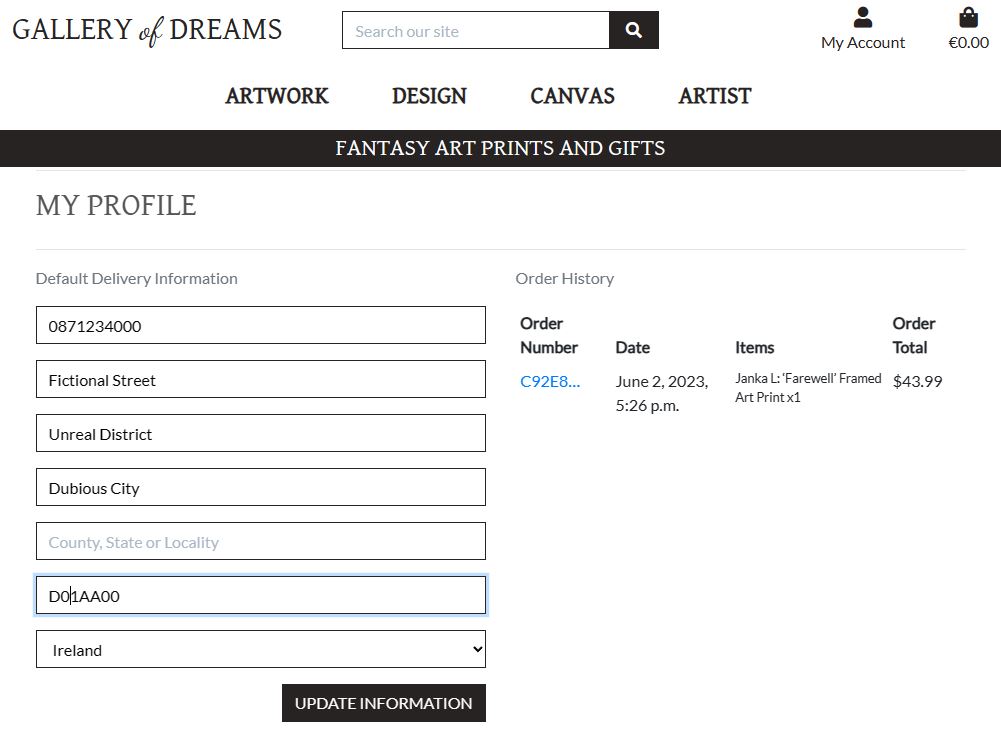 GALLERY of DREAMS
Search our site
My Account
€0.00
ARTWORK DESIGN CANVAS ARTIST
FANTASY ART PRINTS AND GIFTS
MY PROFILE
Default Delivery Information
0871234000
Fictional Street
Unreal District
Dubious City
County, State or Locality
D01AA00
Ireland
UPDATE INFORMATION
Order History
Order Number Date Items Order Total
C92E8... June 2, 2023, 5:26 p.m. Janka L: ‘Farewell’ Framed Art Print x1 $43.99